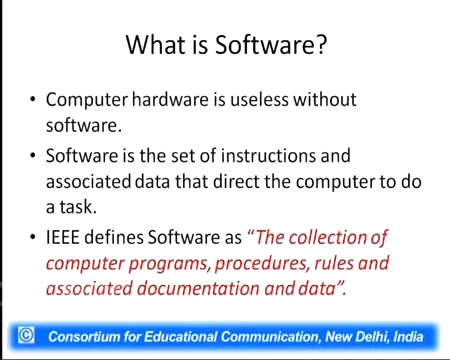 What is Software?
• Computer hardware is useless without
software.
• Software is the set of instructions and
associated data that direct the computer to do
a task.
• IEEE defines Software as “The collection of
computer programs, procedures, rules and
associated documentation and data”.
© Consortium for Educational Communication, New Delhi, India